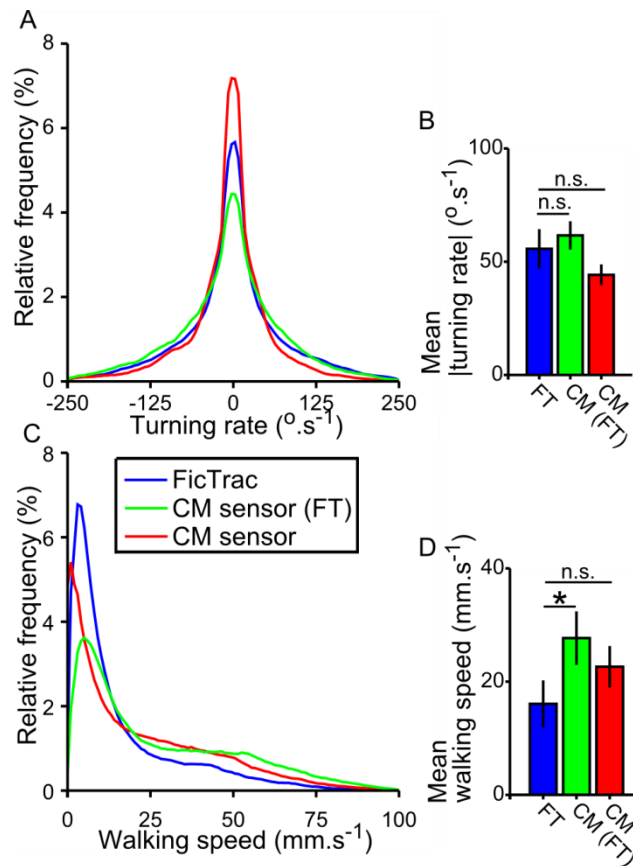 A
Relative frequency (%)
8
6
4
2
0
-250 -125 0 125 250
Turning rate (º.s-1)
B
Mean
|turning rate| (º.s-1)
100
50
0
n.s.
n.s.
FT
CM (FT)
CM
C
Relative frequency (%)
8
6
4
2
0
FicTrac
CM sensor (FT)
CM sensor
0 25 50 75 100
Walking speed (mm.s-1)
D
Mean
walking speed (mm.s-1)
40
20
0
n.s.
*
FT
CM (FT)
CM